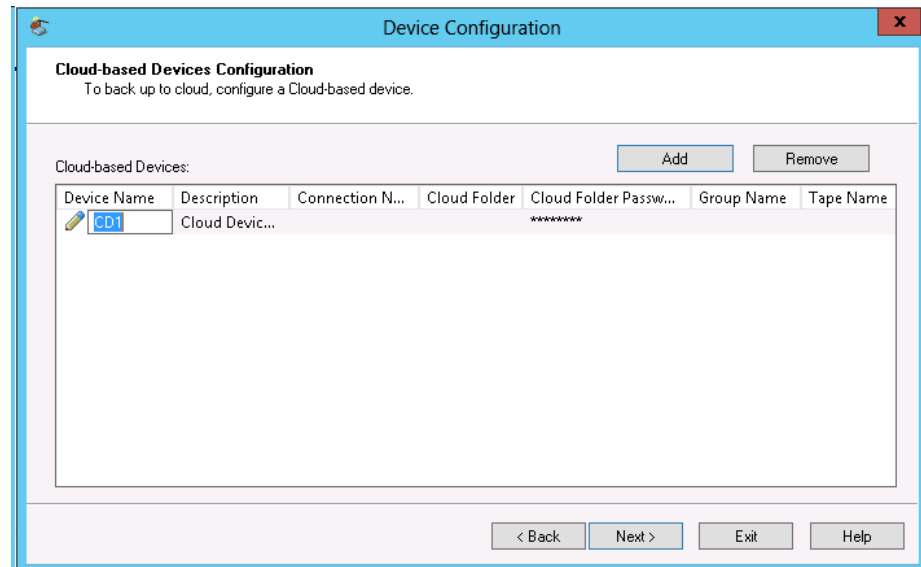 Device Configuration
x
Cloud-based Devices Configuration
To back up to cloud, configure a Cloud-based device.
Cloud-based Devices:
Add
Remove
Device Name Description Connection N... Cloud Folder Cloud Folder Passw... Group Name Tape Name
CD1 Cloud Devic... ********
< Back Next > Exit Help